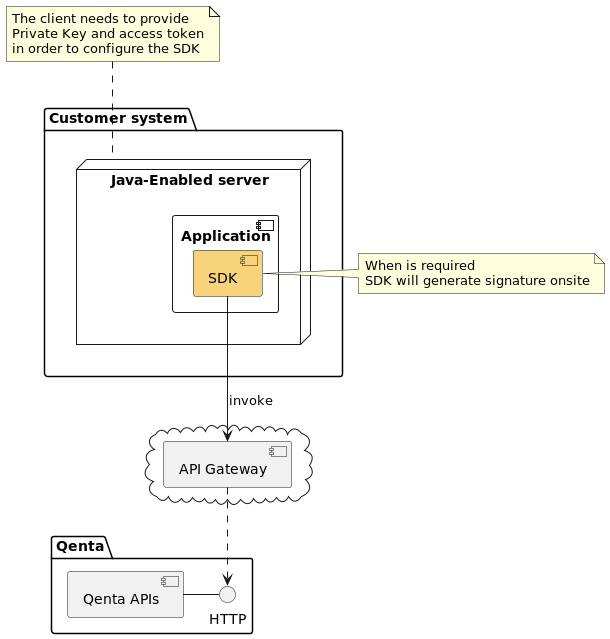 The client needs to provide
Private Key and access token
in order to configure the SDK
Customer system
Java-Enabled server
Application
SDK
When is required
SDK will generate signature onsite
invoke
API Gateway
Qenta
Qenta APIs
HTTP